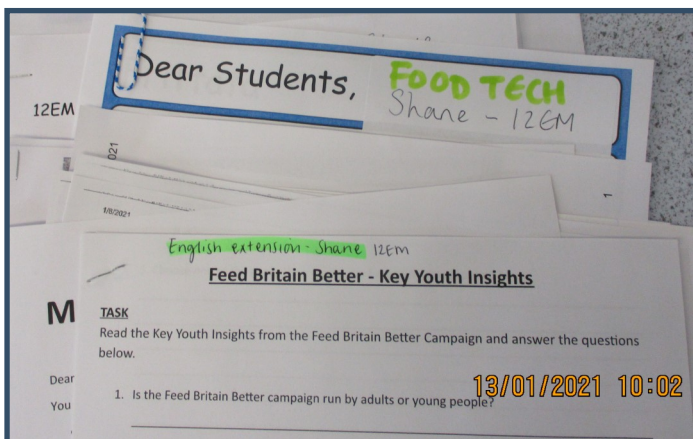 Dear Students,
FOOD TECH
Shane - 12EM
12EM
021
1/8/2021
1
English extension - Shane 12EM
Feed Britain Better - Key Youth Insights
M
TASK
Read the Key Youth Insights from the Feed Britain Better Campaign and answer the questions
below.
Dear
You
1. Is the Feed Britain Better campaign run by adults or young people?
13/01/2021 10:02